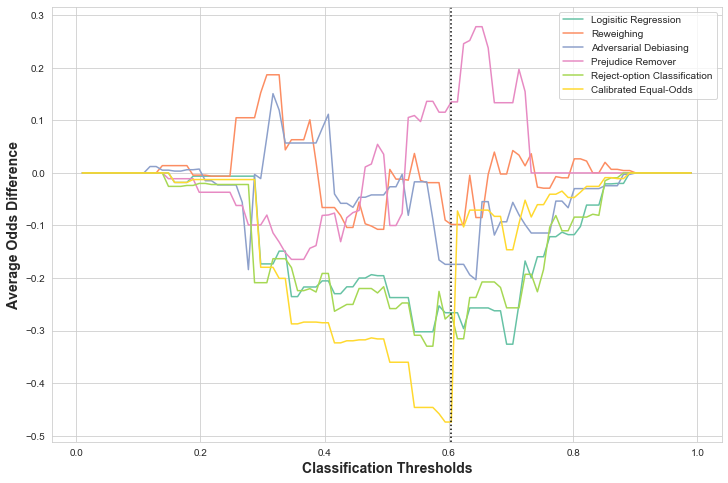 0.3
0.2
0.1
0.0
−0.1
−0.2
−0.3
−0.4
−0.5
Average Odds Difference
Logisitic Regression
Reweighing
Adversarial Debiasing
Prejudice Remover
Reject-option Classification
Calibrated Equal-Odds
0.0 0.2 0.4 0.6 0.8 1.0
Classification Thresholds